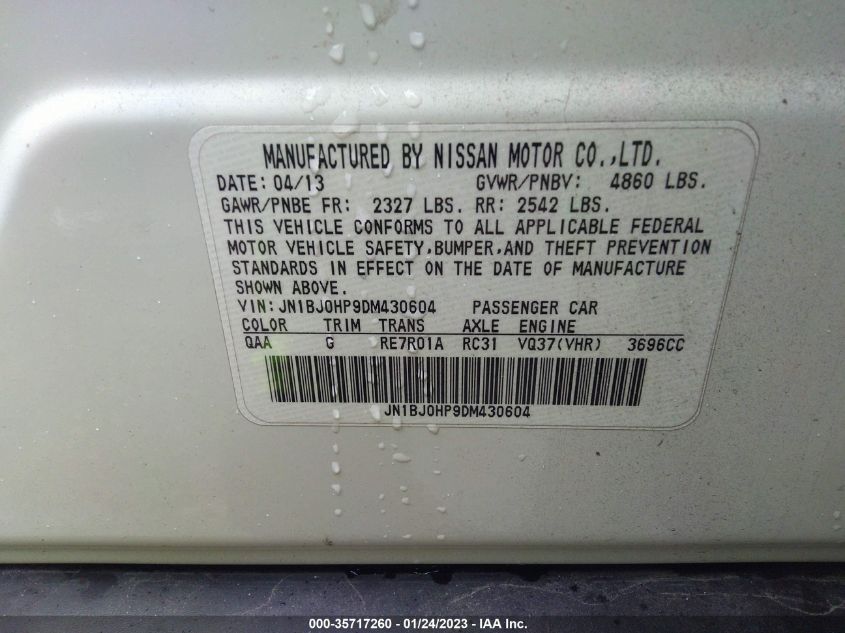 MANUFACTURED BY NISSAN MOTOR CO.,LTD.
DATE: 04/13 GVWR/PNBV: 4860 LBS.
GAWR/PNBE FR: 2327 LBS. RR: 2542 LBS.
THIS VEHICLE CONFORMS TO ALL APPLICABLE FEDERAL
MOTOR VEHICLE SAFETY,BUMPER,AND THEFT PREVENTION
STANDARDS IN EFFECT ON THE DATE OF MANUFACTURE
SHOWN ABOVE.
VIN: JN1BJ0HP9DM430604 PASSENGER CAR
COLOR TRIM TRANS AXLE ENGINE
QAA G RE7R01A RC31 VQ37(VHR) 3696CC
JN1BJ0HP9DM430604
000-35717260 - 01/24/2023 - IAA Inc.